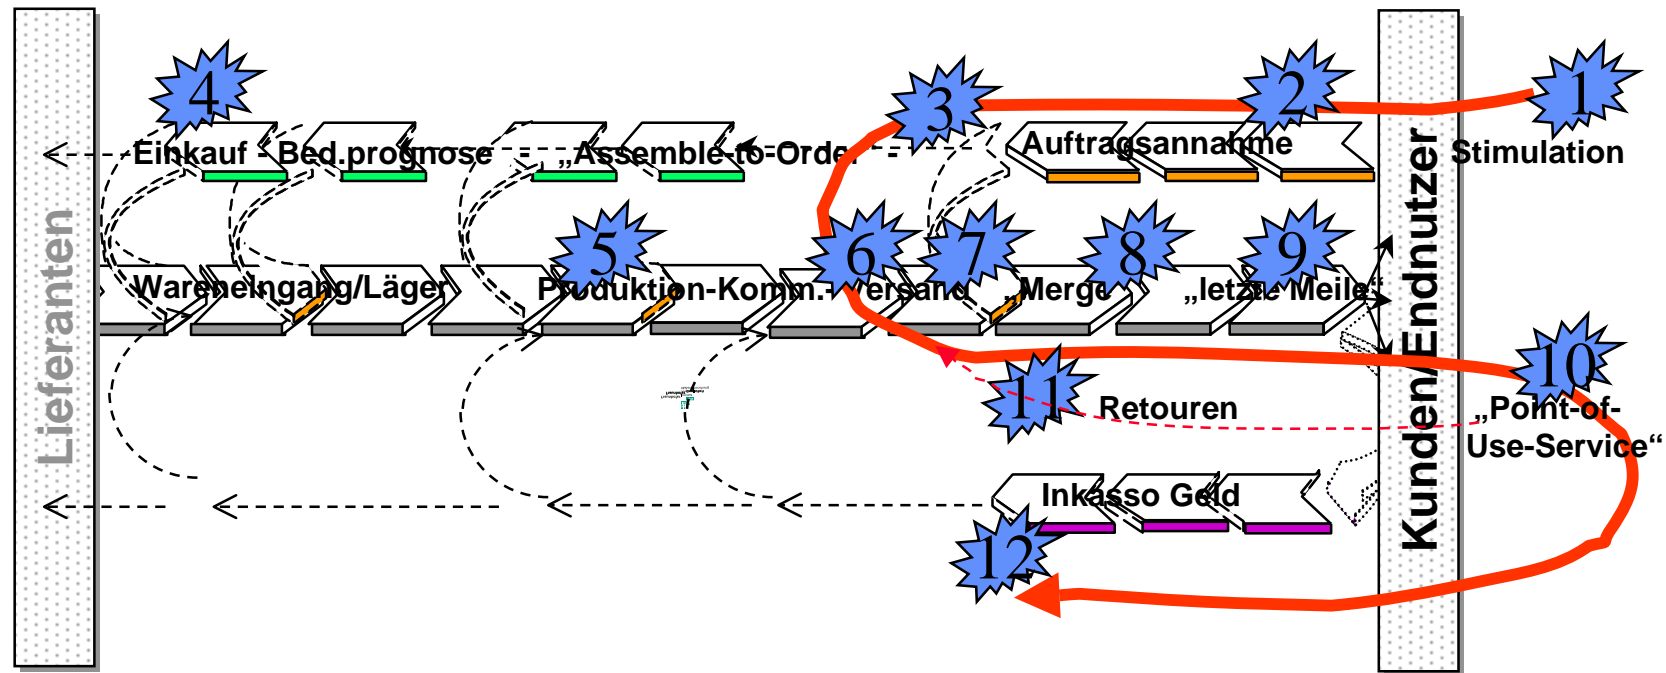 4
3
2
1
Einkauf - Bed.prognose - „Assemble-to-Order“ -
Auftragsannahme
Stimulation
Lieferanten
Kunden/Endnutzer
5
6
7
8
9
Wareneingang/Läger
Produktion-Komm.-Versand
„Merge“
„letzte Meile“
10
11
Retouren
„Point-of-
Use-Service“
Inkasso Geld
12